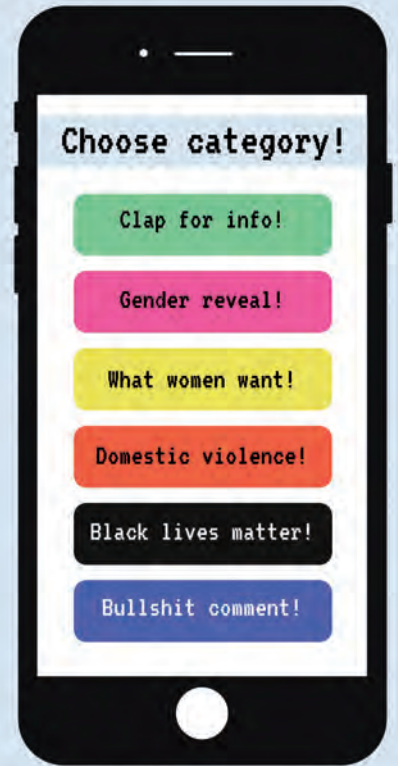 Choose category!
Clap for info!
Gender reveal!
What women want!
Domestic violence!
Black lives matter!
Bullshit comment!